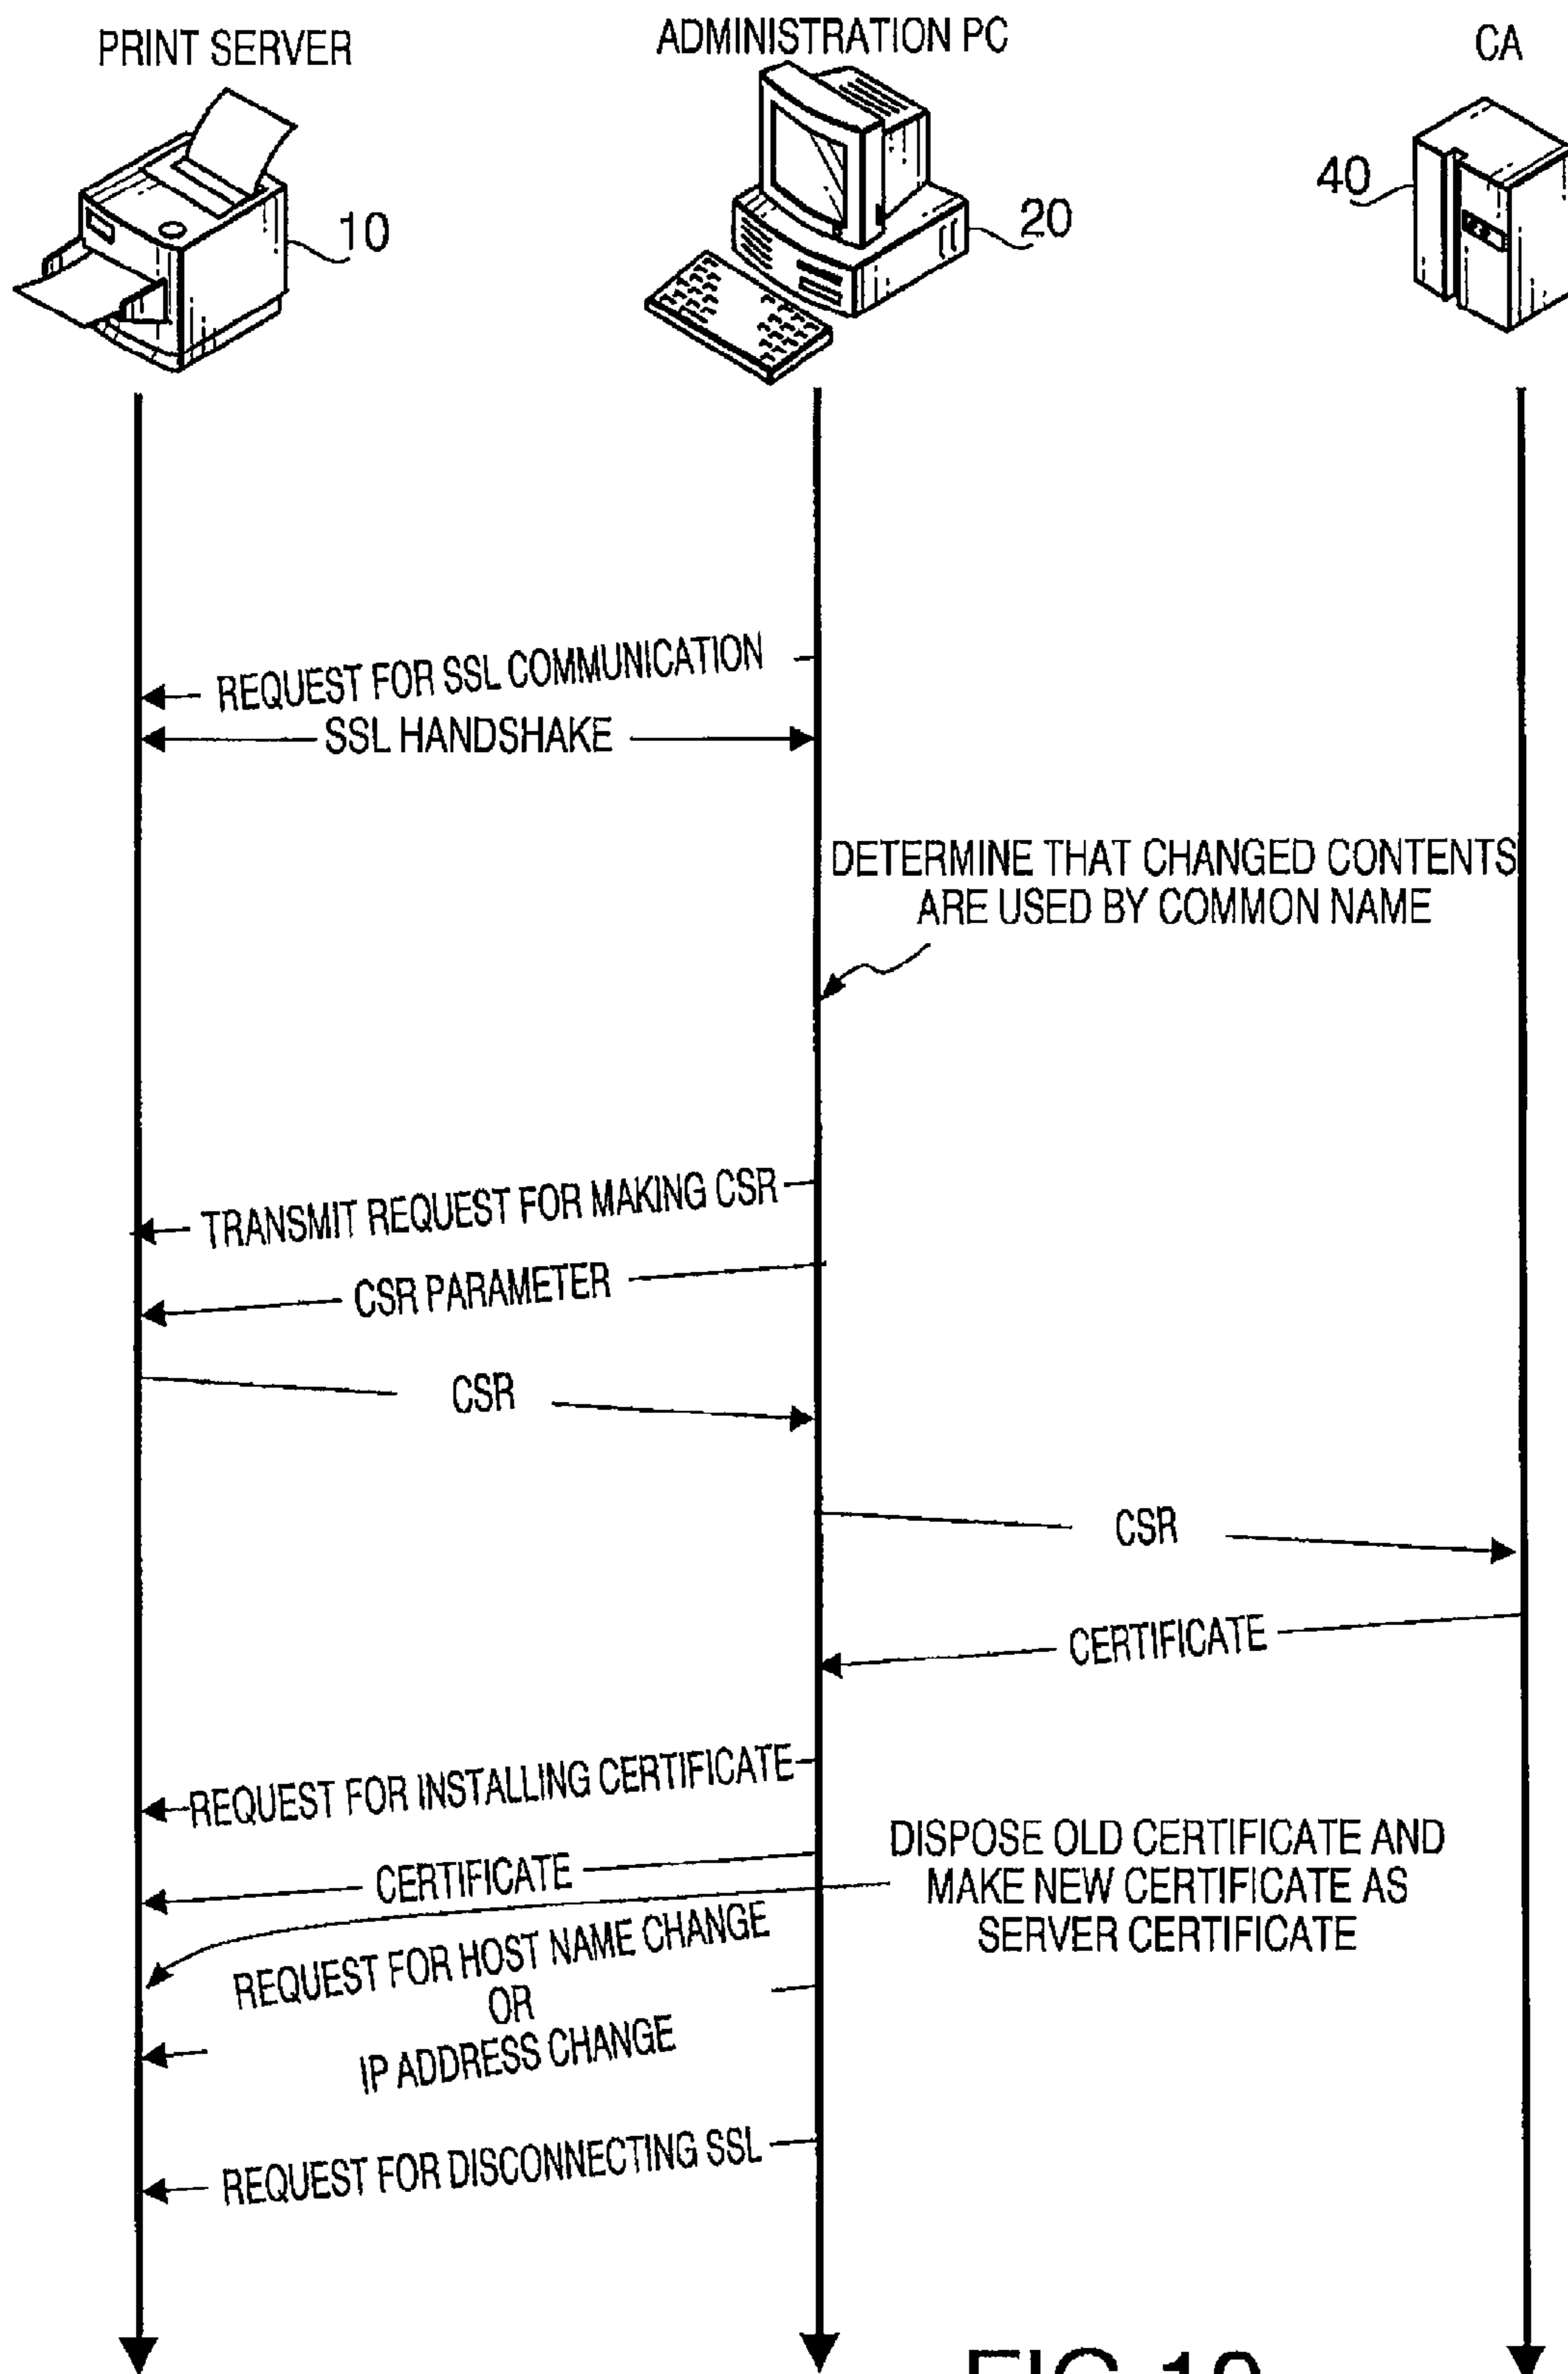 PRINT SERVER
ADMINISTRATION PC
CA
10
20
40
REQUEST FOR SSL COMMUNICATION
SSL HANDSHAKE
DETERMINE THAT CHANGED CONTENTS
ARE USED BY COMMON NAME
TRANSMIT REQUEST FOR MAKING CSR
CSR PARAMETER
CSR
CSR
CERTIFICATE
REQUEST FOR INSTALLING CERTIFICATE
CERTIFICATE
DISPOSE OLD CERTIFICATE AND
MAKE NEW CERTIFICATE AS
SERVER CERTIFICATE
REQUEST FOR HOST NAME CHANGE
OR
IP ADDRESS CHANGE
REQUEST FOR DISCONNECTING SSL